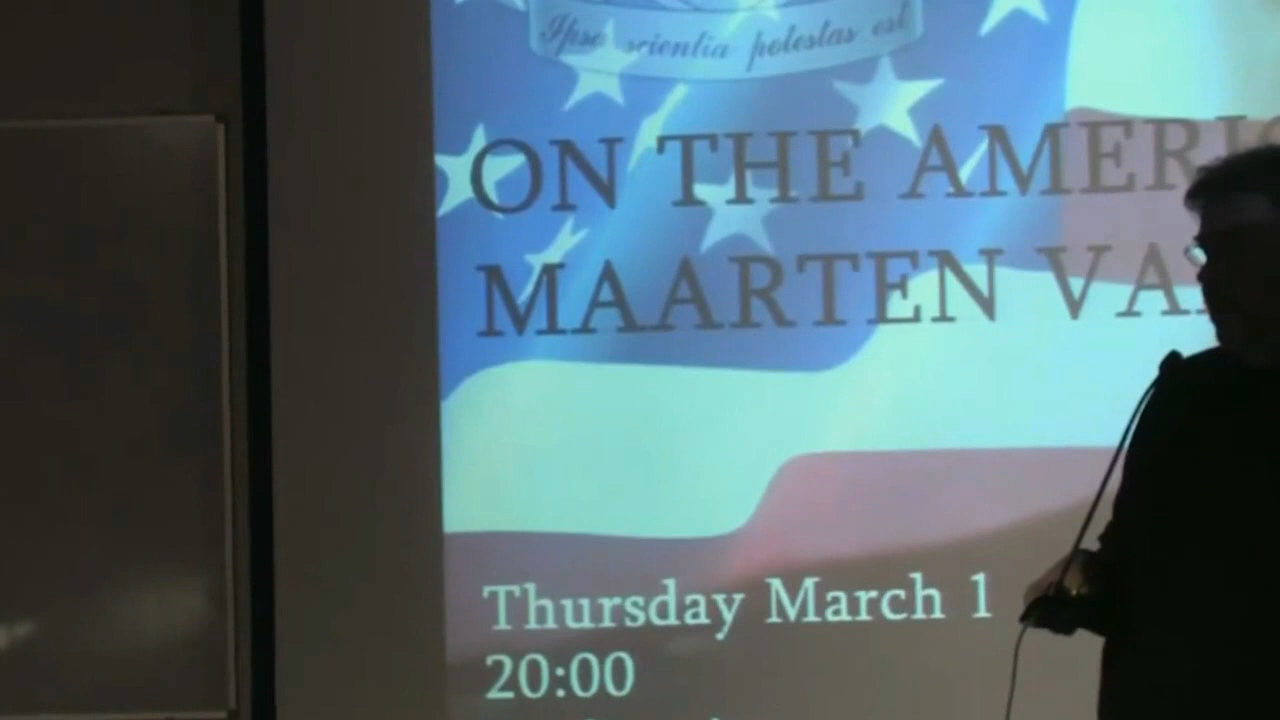 Ipsa scientia potestas est
ON THE AMERI
MAARTEN VA
Thursday March 1
20:00